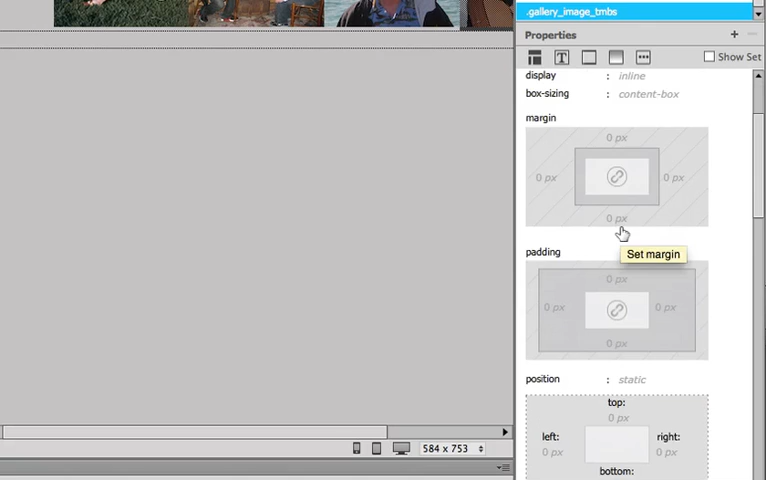 .gallery_image_tmbs
Properties
Show Set
display : inline
box-sizing : content-box
margin
0 px
0 px 0 px
0 px
Set margin
padding
0 px
0 px 0 px
0 px
position : static
top:
0 px
left: right:
0 px 0 px
bottom:
584 x 753